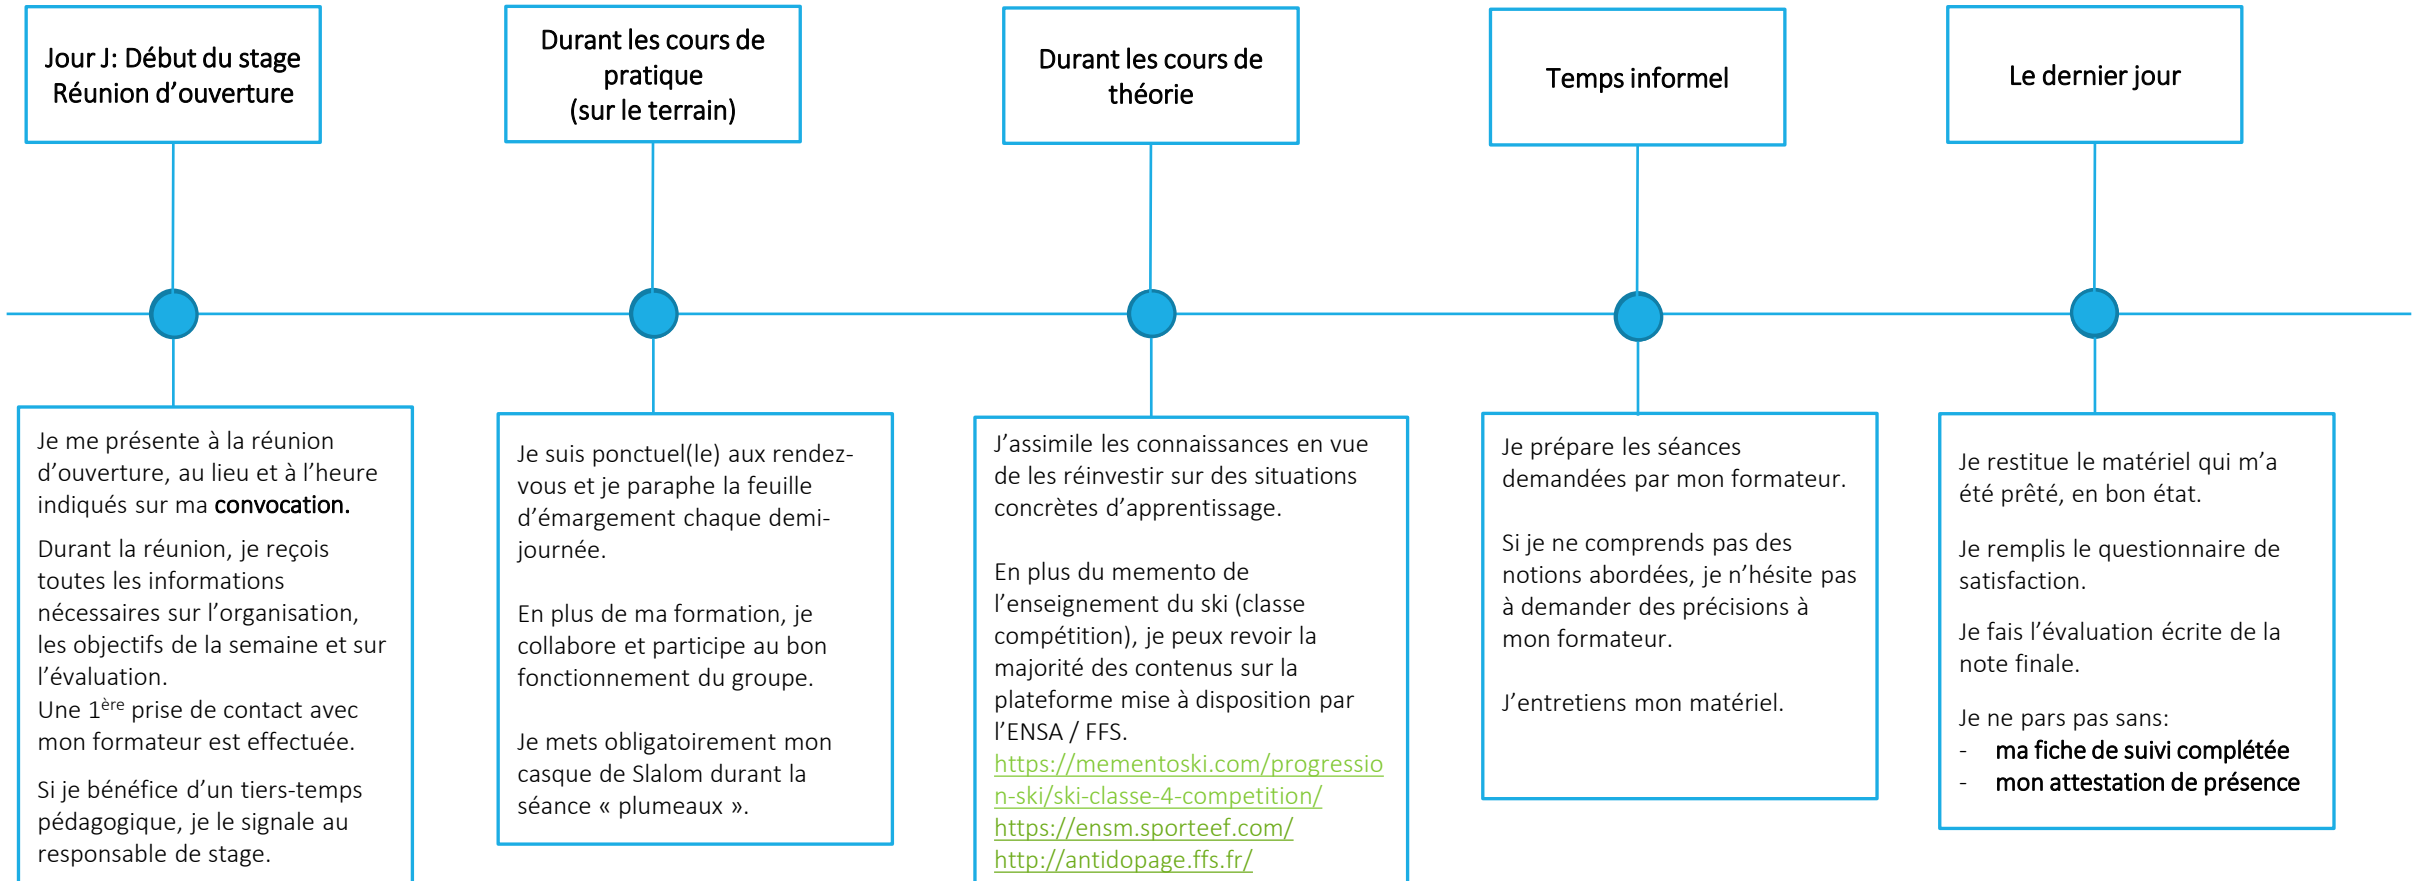 Jour J: Début du stage
Réunion d’ouverture
Durant les cours de
pratique
(sur le terrain)
Durant les cours de
théorie
Temps informel
Le dernier jour
Je me présente à la réunion
d’ouverture, au lieu et à l’heure
indiqués sur ma convocation.
Durant la réunion, je reçois
toutes les informations
nécessaires sur l’organisation,
les objectifs de la semaine et sur
l’évaluation.
Une 1ère prise de contact avec
mon formateur est effectuée.
Si je bénéfice d’un tiers-temps
pédagogique, je le signale au
responsable de stage.
Je suis ponctuel(le) aux rendez-
vous et je paraphe la feuille
d’émargement chaque demi-
journée.
En plus de ma formation, je
collabore et participe au bon
fonctionnement du groupe.
Je mets obligatoirement mon
casque de Slalom durant la
séance « plumeaux ».
J’assimile les connaissances en vue
de les réinvestir sur des situations
concrètes d’apprentissage.
En plus du memento de
l’enseignement du ski (classe
compétition), je peux revoir la
majorité des contenus sur la
plateforme mise à disposition par
l’ENSA / FFS.
https://mementoski.com/progressio
n-ski/ski-classe-4-competition/
https://ensm.sporteef.com/
http://antidopage.ffs.fr/
Je prépare les séances
demandées par mon formateur.
Si je ne comprends pas des
notions abordées, je n’hésite pas
à demander des précisions à
mon formateur.
J’entretiens mon matériel.
Je restitue le matériel qui m’a
été prêté, en bon état.
Je remplis le questionnaire de
satisfaction.
Je fais l’évaluation écrite de la
note finale.
Je ne pars pas sans:
- ma fiche de suivi complétée
- mon attestation de présence